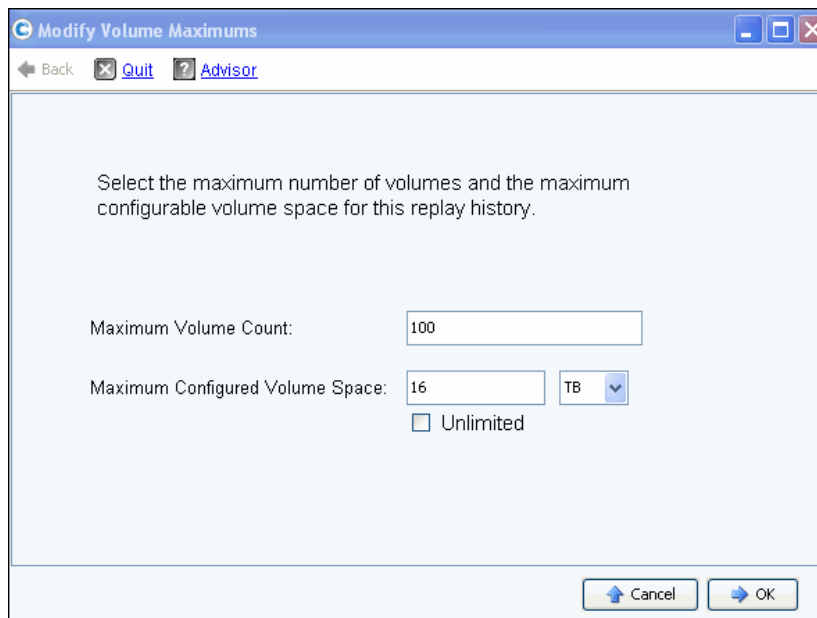 Modify Volume Maximums
Back Quit Advisor
Select the maximum number of volumes and the maximum
configurable volume space for this replay history.
Maximum Volume Count: 100
Maximum Configured Volume Space: 16 TB
Unlimited
Cancel OK